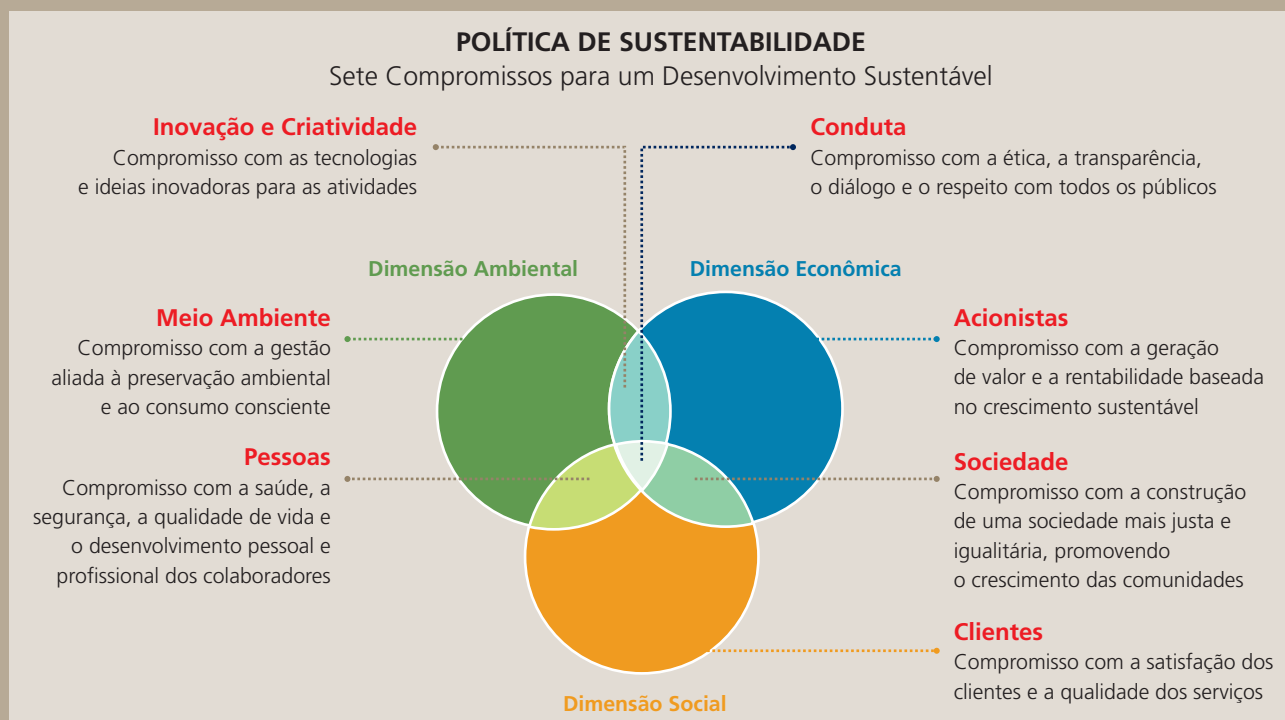 POLÍTICA DE SUSTENTABILIDADE
Sete Compromissos para um Desenvolvimento Sustentável
Inovação e Criatividade
Compromisso com as tecnologias
e ideias inovadoras para as atividades
Conduta
Compromisso com a ética, a transparência,
o diálogo e o respeito com todos os públicos
Dimensão Ambiental
Dimensão Econômica
Meio Ambiente
Compromisso com a gestão
aliada à preservação ambiental
e ao consumo consciente
Acionistas
Compromisso com a geração
de valor e a rentabilidade baseada
no crescimento sustentável
Pessoas
Compromisso com a saúde, a
segurança, a qualidade de vida e
o desenvolvimento pessoal e
profissional dos colaboradores
Sociedade
Compromisso com a construção
de uma sociedade mais justa e
igualitária, promovendo
o crescimento das comunidades
Clientes
Compromisso com a satisfação dos
clientes e a qualidade dos serviços
Dimensão Social